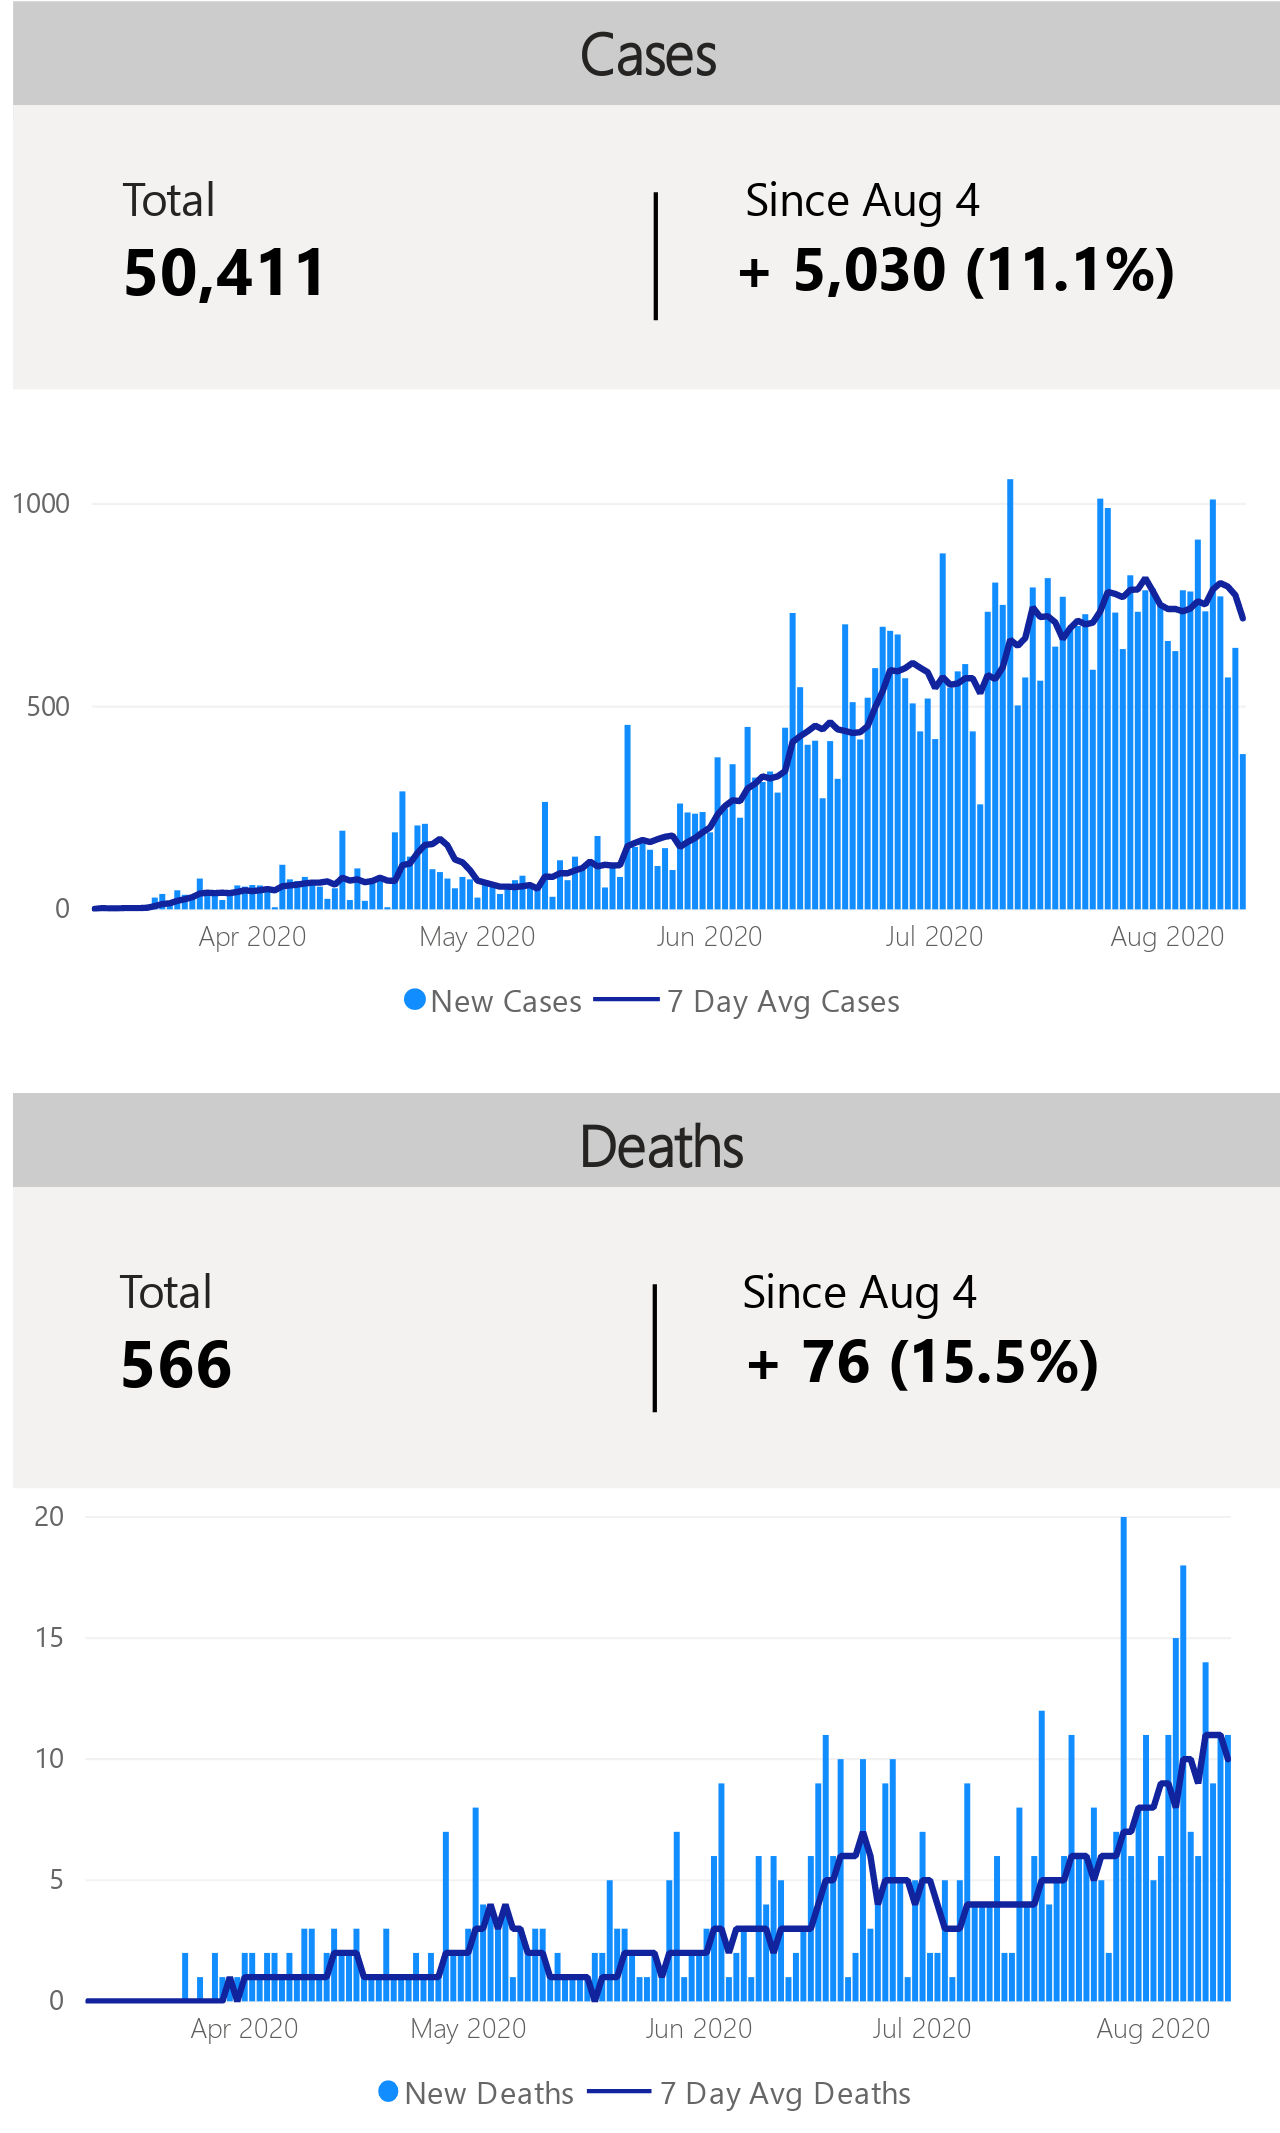 Cases
Total
Since Aug 4
50,411
+ 5,030 (11.1%)
1000
500
0
Apr 2020
May 2020
Jun 2020
Jul 2020
Aug 2020
New Cases
7 Day Avg Cases
Deaths
Total
Since Aug 4
566
+ 76 (15.5%)
20
15
10
5
0
Apr 2020
May 2020
Jun 2020
Jul 2020
Aug 2020
New Deaths
7 Day Avg Deaths